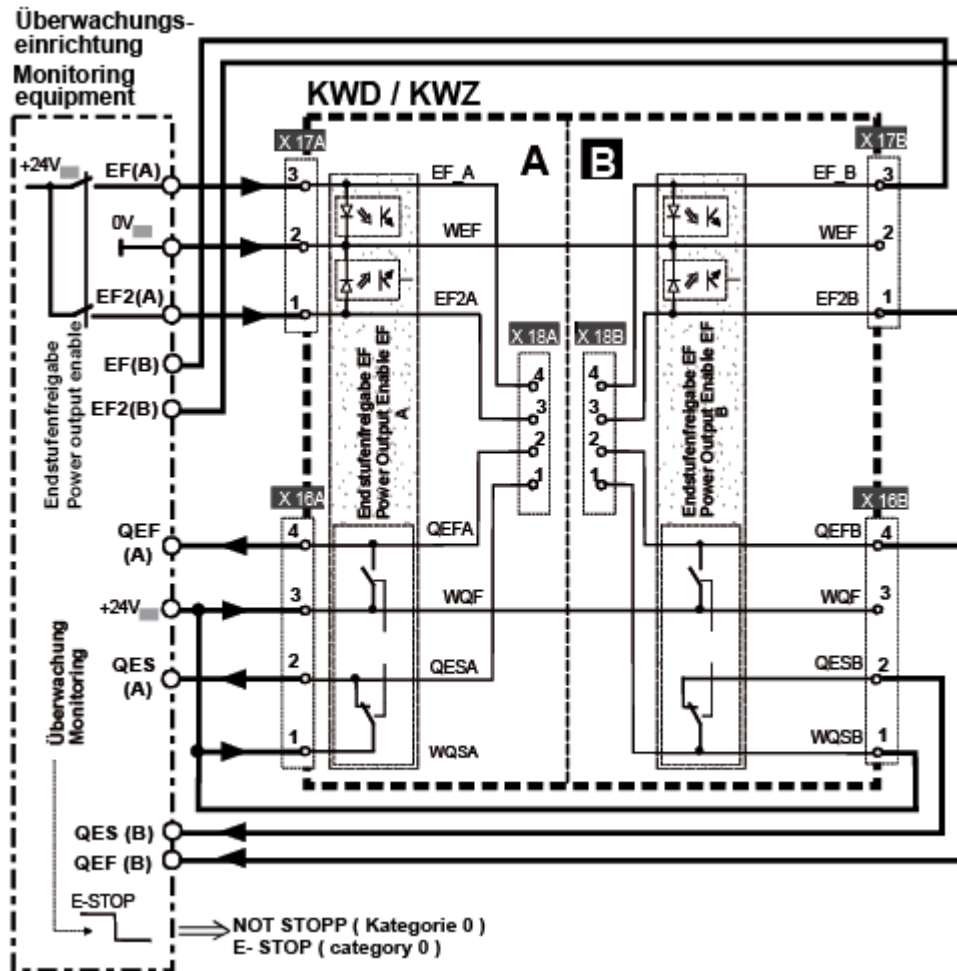 Überwachungs-
einrichtung
Monitoring
equipment
KWD / KWZ
X 17A
X 17B
+24V
EF(A)
3
EF_A
A
B
EF_B
3
0V
2
WEF
WEF
2
EF2(A)
1
EF2A
EF2B
1
Endstufenfreigabe
Power output enable
EF(B)
EF2(B)
Endstufenfreigabe EF
Power Output Enable EF
A
X 18A
X 18B
4
4
3
3
2
2
1
1
Endstufenfreigabe EF
Power Output Enable EF
B
X 16A
X 16B
QEF
(A)
4
QEFA
QEFB
4
+24V
3
WQF
WQF
3
QES
(A)
2
QESA
QESB
2
Überwachung
Monitoring
1
WQSA
WQSB
1
QES (B)
QEF (B)
E-STOP
NOT STOPP ( Kategorie 0 )
E- STOP ( category 0 )